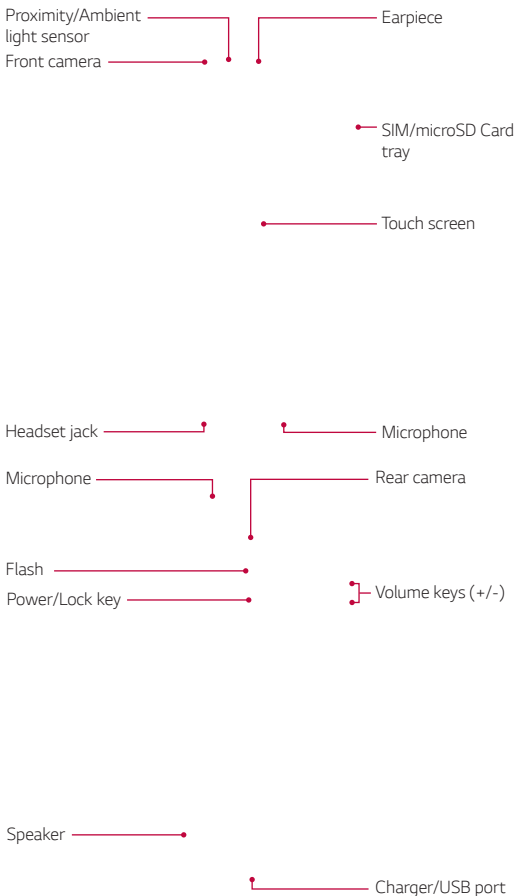 Proximity/Ambient
light sensor
Earpiece
Front camera
SIM/microSD Card
tray
Touch screen
Headset jack
Microphone
Microphone
Rear camera
Flash
Power/Lock key
Volume keys (+/-)
Speaker
Charger/USB port